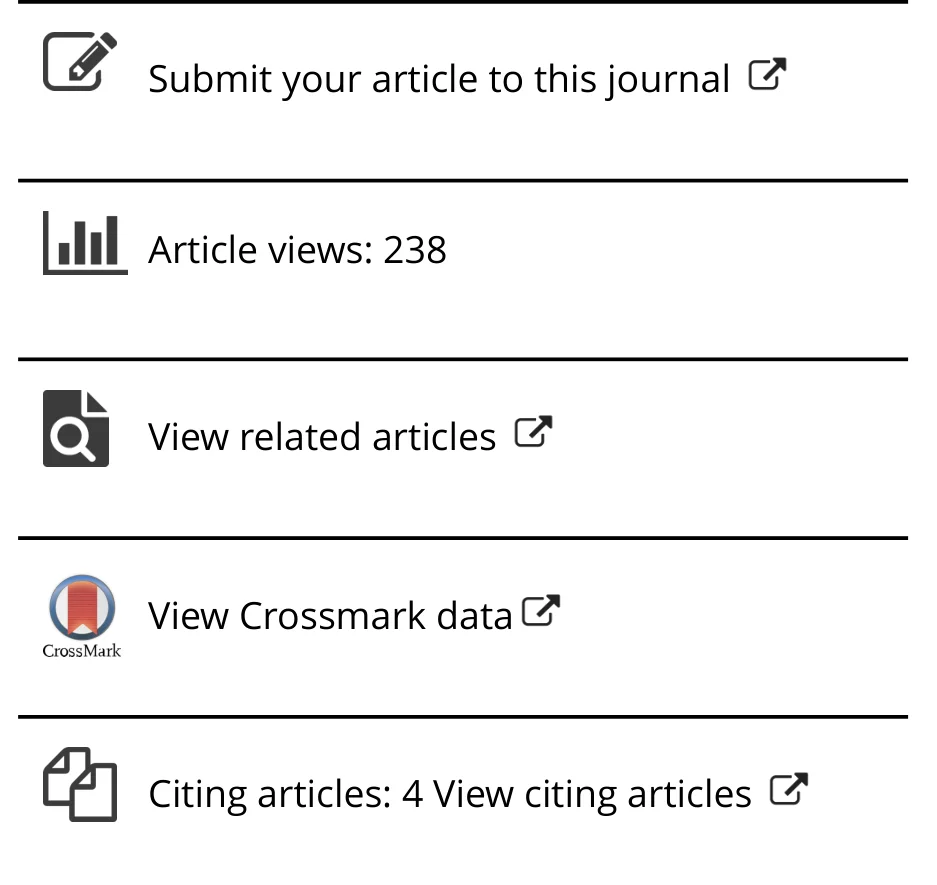 Submit your article to this journal
Article views: 238
View related articles
View Crossmark data
CrossMark
Citing articles: 4 View citing articles